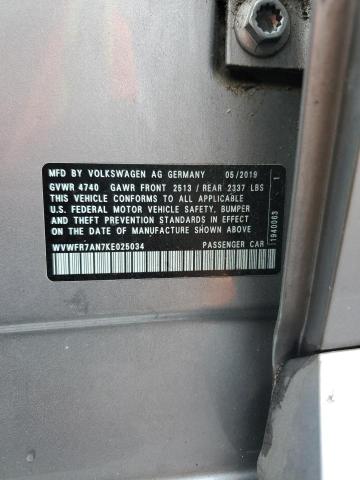 MFD BY VOLKSWAGEN AG GERMANY 05/2019
GVWR 4740 GAWR FRONT 2513 / REAR 2337 LBS
THIS VEHICLE CONFORMS TO ALL APPLICABLE
U.S. FEDERAL MOTOR VEHICLE SAFETY, BUMPER
AND THEFT PREVENTION STANDARDS IN EFFECT
ON THE DATE OF MANUFACTURE SHOWN ABOVE
WVWFR7AN7KE025034 PASSENGER CAR
1940063 1